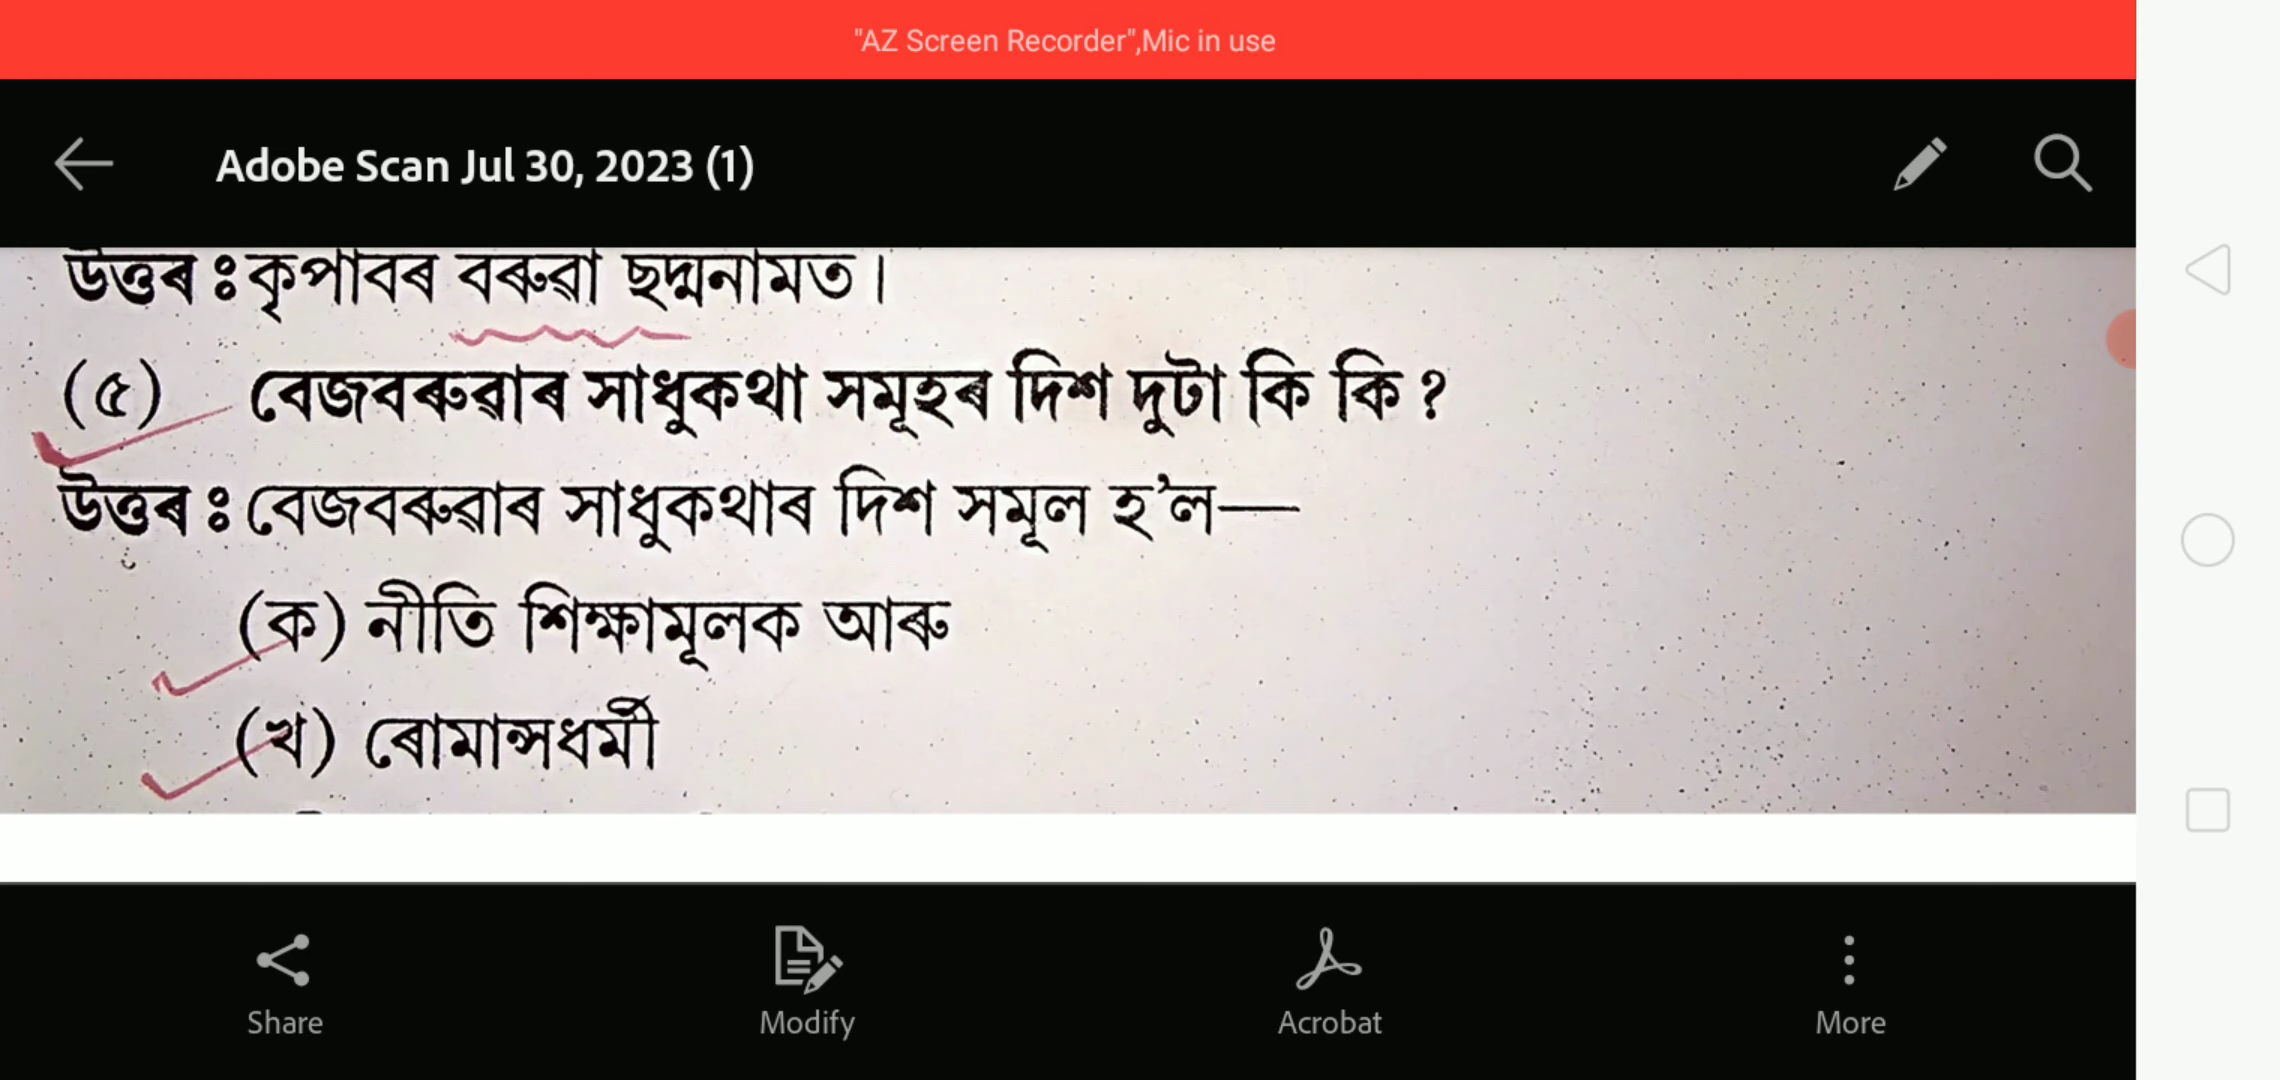 "AZ Screen Recorder",Mic in use
Adobe Scan Jul 30, 2023 (1)
উত্তৰ ঃ কৃপাবৰ বৰুৱা ছদ্মনামত।
(৫) বেজবৰুৱাৰ সাধুকথা সমূহৰ দিশ দুটা কি কি ?
উত্তৰ ঃ বেজবৰুৱাৰ সাধুকথাৰ দিশ সমূল হ'ল—
(ক) নীতি শিক্ষামূলক আৰু
(খ) ৰোমান্সধৰ্মী
Share Modify Acrobat More